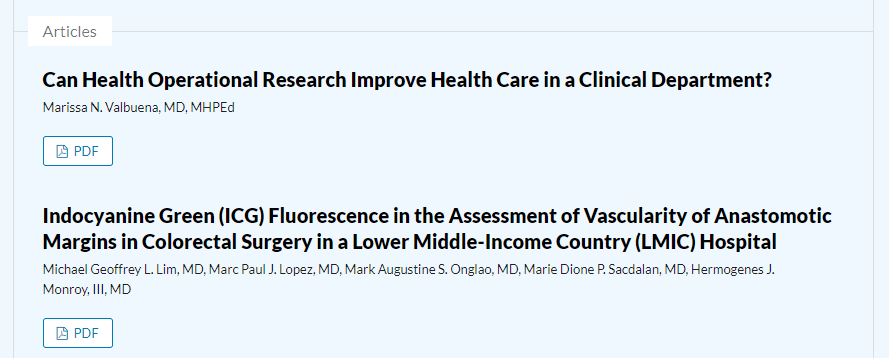 Articles
Can Health Operational Research Improve Health Care in a Clinical Department?
Marissa N. Valbuena, MD, MHPEd
PDF
Indocyanine Green (ICG) Fluorescence in the Assessment of Vascularity of Anastomotic
Margins in Colorectal Surgery in a Lower Middle-Income Country (LMIC) Hospital
Michael Geoffrey L. Lim, MD, Marc Paul J. Lopez, MD, Mark Augustine S. Onglao, MD, Marie Dione P. Sacdalan, MD, Hermogenes J.
Monroy, III, MD
PDF